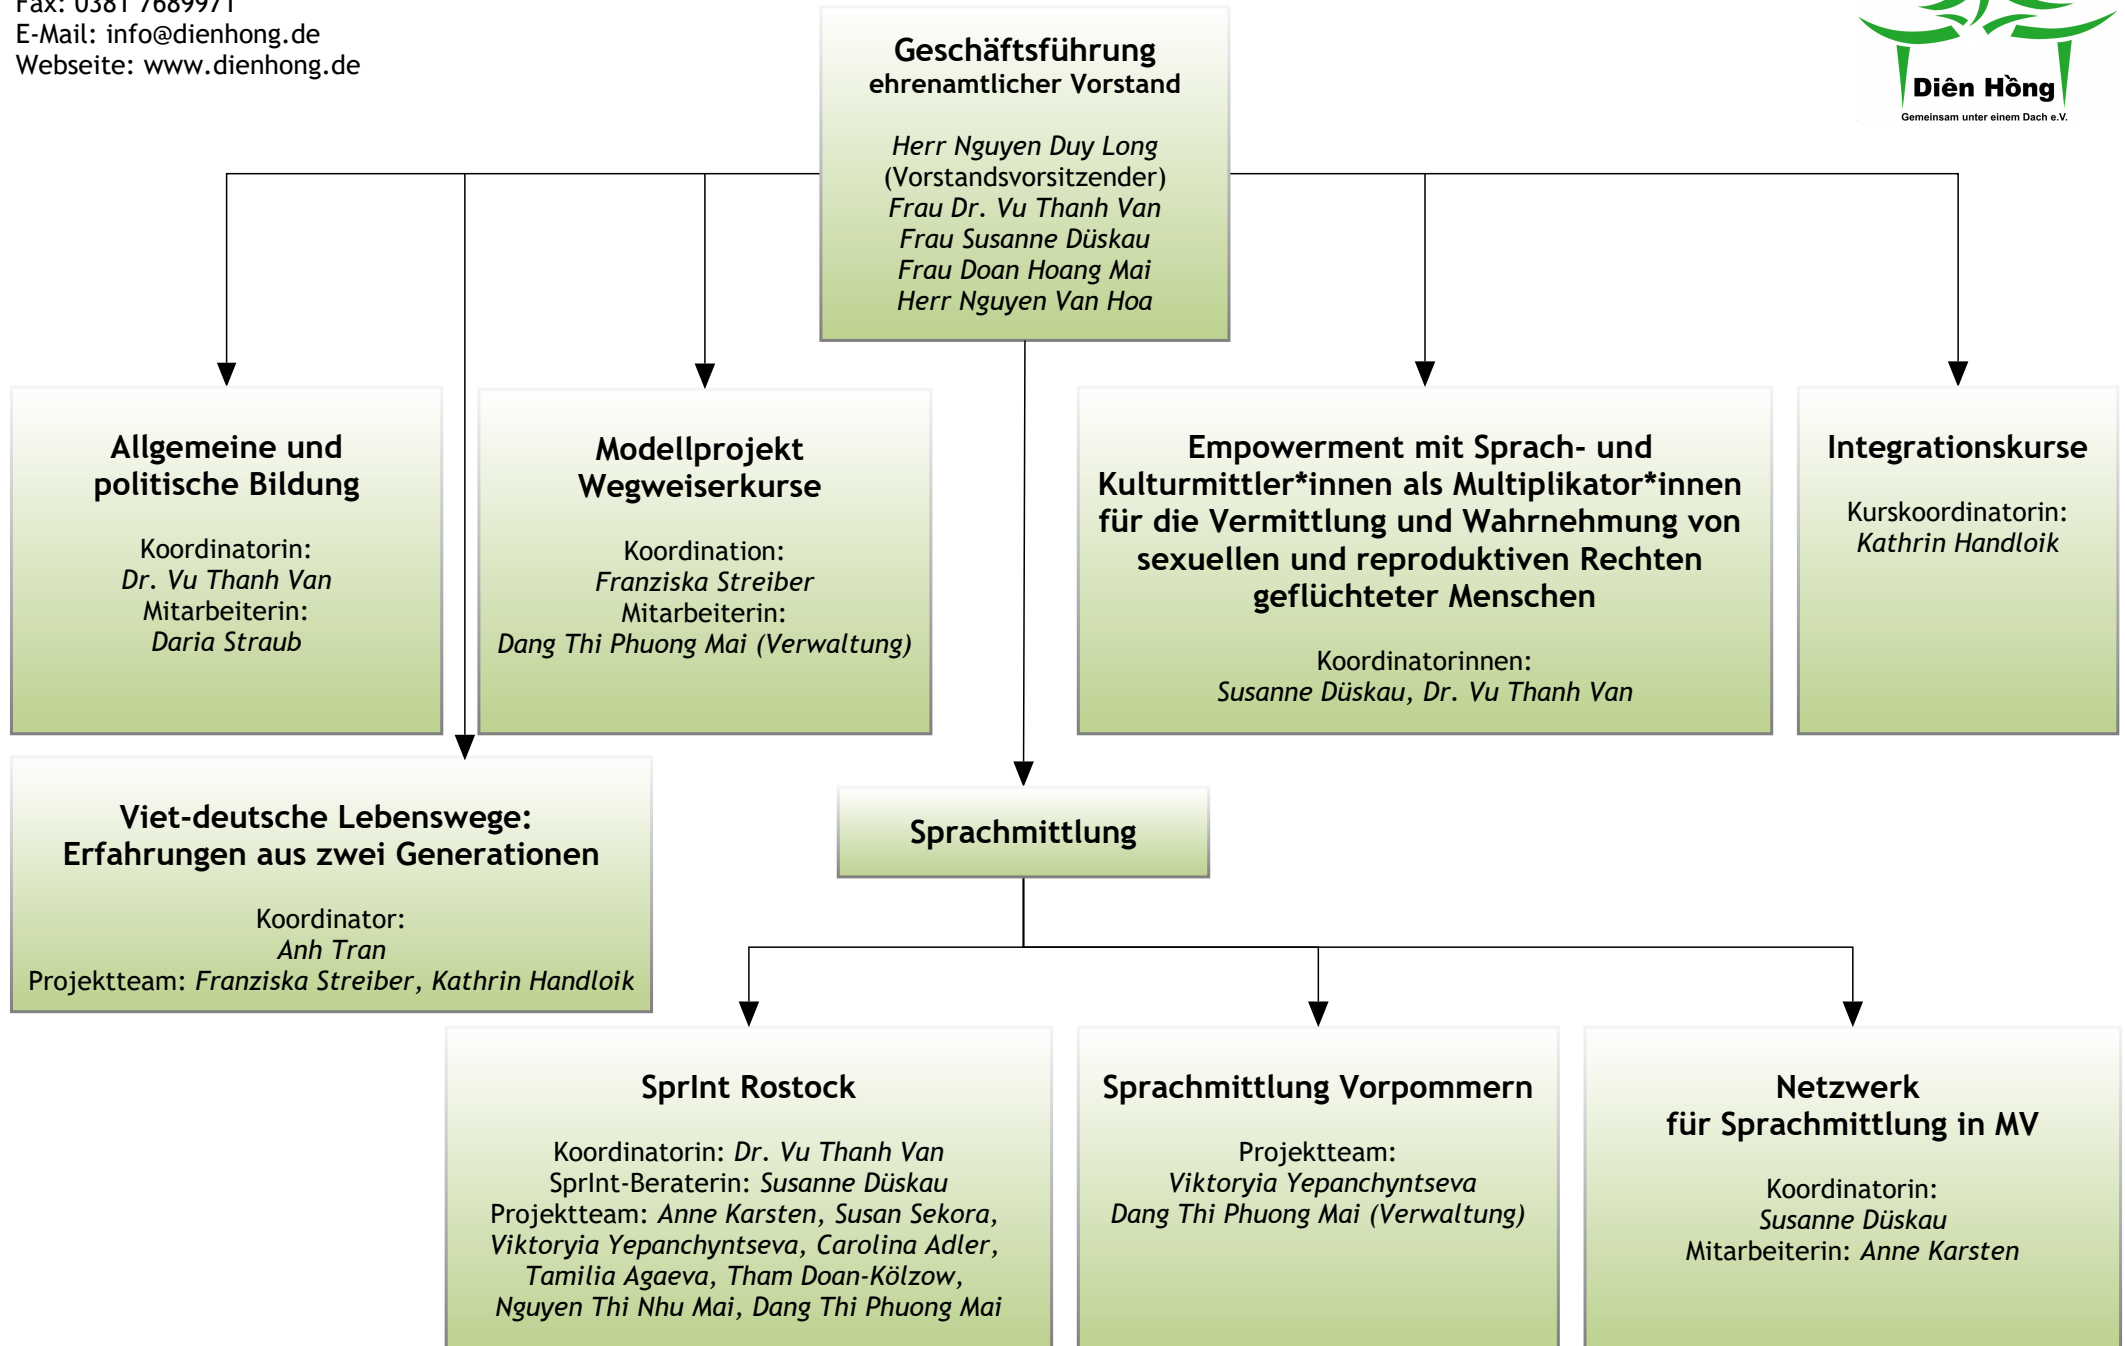 Fax: 0381 7689971
E-Mail: info@dienhong.de
Webseite: www.dienhong.de
Diên Hồng
Gemeinsam unter einem Dach e.V.
Geschäftsführung
ehrenamtlicher Vorstand
Herr Nguyen Duy Long
(Vorstandsvorsitzender)
Frau Dr. Vu Thanh Van
Frau Susanne Düskau
Frau Doan Hoang Mai
Herr Nguyen Van Hoa
Allgemeine und
politische Bildung
Koordinatorin:
Dr. Vu Thanh Van
Mitarbeiterin:
Daria Straub
Modellprojekt
Wegweiserkurse
Koordination:
Franziska Streiber
Mitarbeiterin:
Dang Thi Phuong Mai (Verwaltung)
Empowerment mit Sprach- und
Kulturmittler*innen als Multiplikator*innen
für die Vermittlung und Wahrnehmung von
sexuellen und reproduktiven Rechten
geflüchteter Menschen
Koordinatorinnen:
Susanne Düskau, Dr. Vu Thanh Van
Integrationskurse
Kurskoordinatorin:
Kathrin Handloik
Viet-deutsche Lebenswege:
Erfahrungen aus zwei Generationen
Koordinator:
Anh Tran
Projektteam: Franziska Streiber, Kathrin Handloik
Sprachmittlung
SprInt Rostock
Koordinatorin: Dr. Vu Thanh Van
SprInt-Beraterin: Susanne Düskau
Projektteam: Anne Karsten, Susan Sekora,
Viktoryia Yepanchyntseva, Carolina Adler,
Tamilia Agaeva, Tham Doan-Kölzow,
Nguyen Thi Nhu Mai, Dang Thi Phuong Mai
Sprachmittlung Vorpommern
Projektteam:
Viktoryia Yepanchyntseva
Dang Thi Phuong Mai (Verwaltung)
Netzwerk
für Sprachmittlung in MV
Koordinatorin:
Susanne Düskau
Mitarbeiterin: Anne Karsten